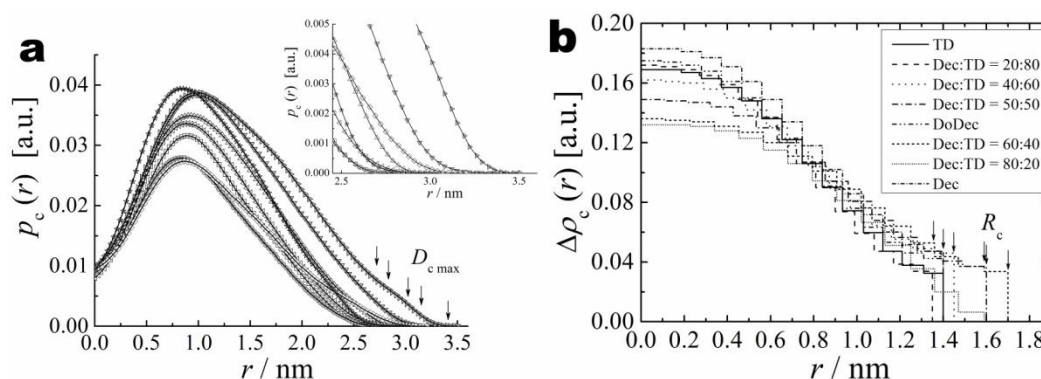 a
p_c(r) [a.u.]
0.04
0.03
0.02
0.01
0.00
0.0 0.5 1.0 1.5 2.0 2.5 3.0 3.5
r / nm
D_c max
p_c(r) [a.u.]
0.005
0.004
0.003
0.002
0.001
0.000
2.5 3.0 3.5
r / nm
b
Δρ_c(r) [a.u.]
0.20
0.16
0.12
0.08
0.04
0.00
0.0 0.2 0.4 0.6 0.8 1.0 1.2 1.4 1.6 1.8
r / nm
TD
Dec:TD = 20:80
Dec:TD = 40:60
Dec:TD = 50:50
DoDec
Dec:TD = 60:40
Dec:TD = 80:20
Dec
R_c